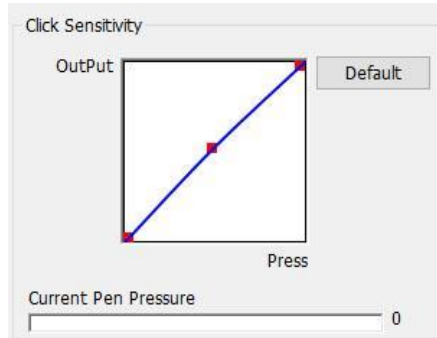 Click Sensitivity
OutPut
Default
Press
Current Pen Pressure
0